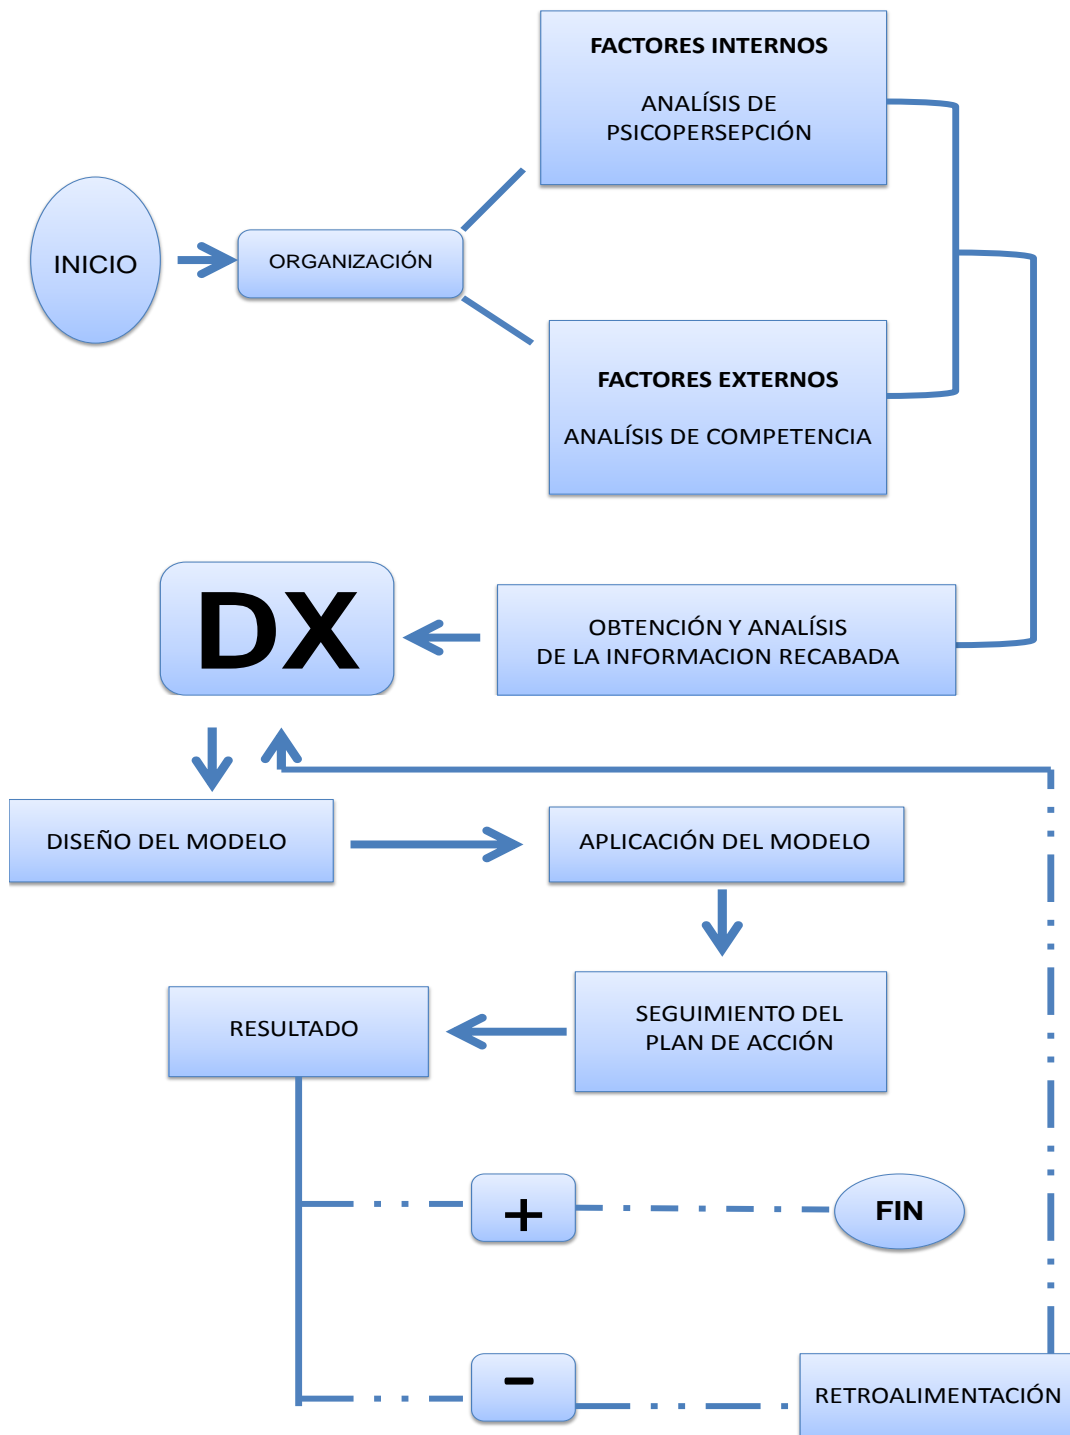 FACTORES INTERNOS
ANALÍSIS DE
PSICOPERSEPCIÓN
INICIO
ORGANIZACIÓN
FACTORES EXTERNOS
ANALÍSIS DE COMPETENCIA
DX
OBTENCIÓN Y ANALÍSIS
DE LA INFORMACION RECABADA
DISEÑO DEL MODELO
APLICACIÓN DEL MODELO
RESULTADO
SEGUIMIENTO DEL
PLAN DE ACCIÓN
+
FIN
-
RETROALIMENTACIÓN